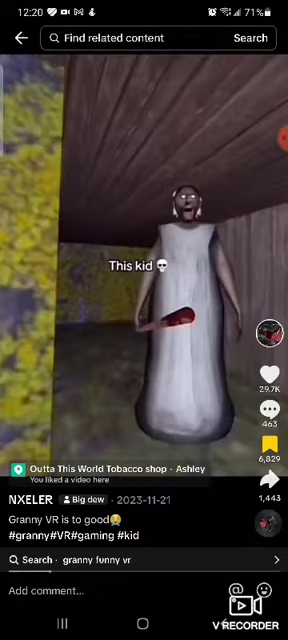 12:20
71%
Find related content
Search
This kid 💀
Outta This World Tobacco shop · Ashley
You liked a video here
29.7K
463
6,829
1,443
NXELER
Big dew · 2023-11-21
Granny VR is to good😭
#granny#VR#gaming #kid
Search · granny funny vr
Add comment...
V RECORDER